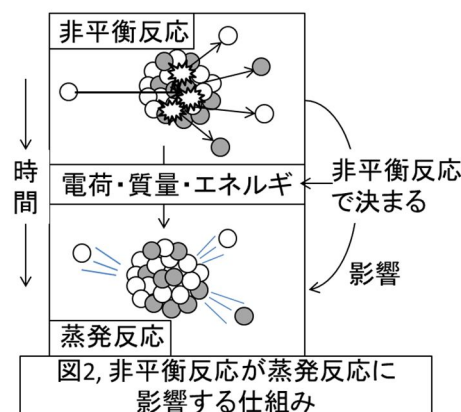 非平衡反応
時間
電荷・質量・エネルギ
非平衡反応
で決まる
影響
蒸発反応
図2, 非平衡反応が蒸発反応に
影響する仕組み